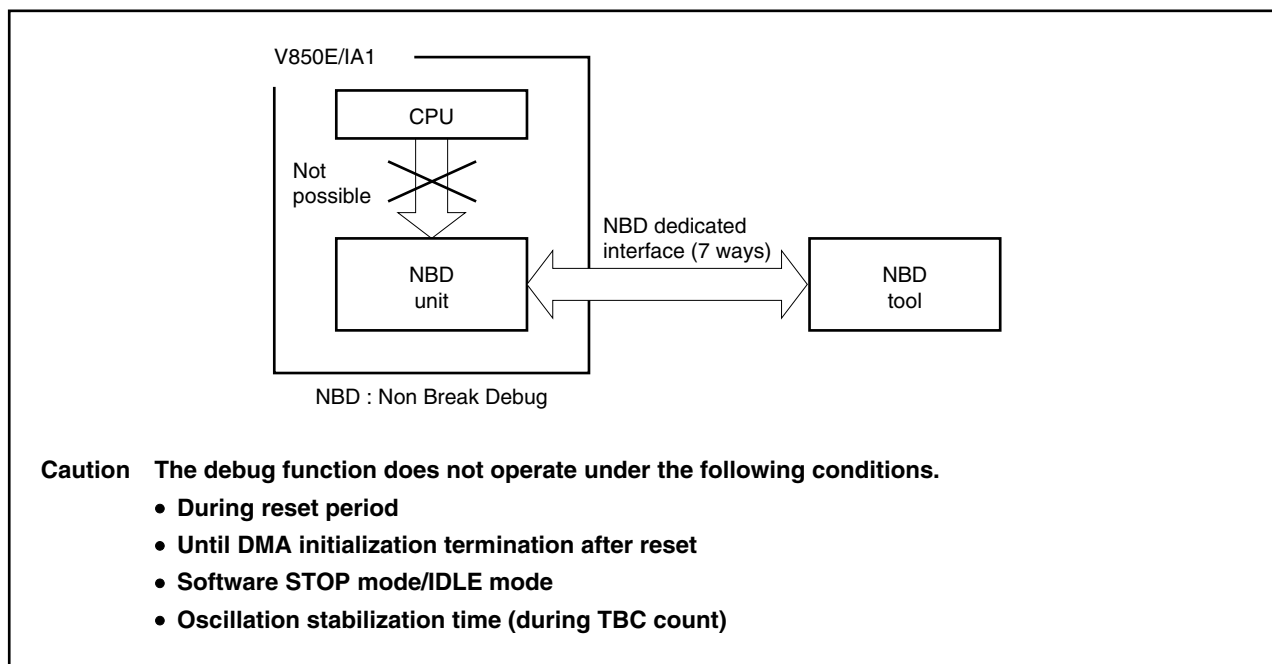 V850E/IA1
CPU
Not
possible
NBD dedicated
interface (7 ways)
NBD
unit
NBD
tool
NBD : Non Break Debug
Caution The debug function does not operate under the following conditions.
• During reset period
• Until DMA initialization termination after reset
• Software STOP mode/IDLE mode
• Oscillation stabilization time (during TBC count)